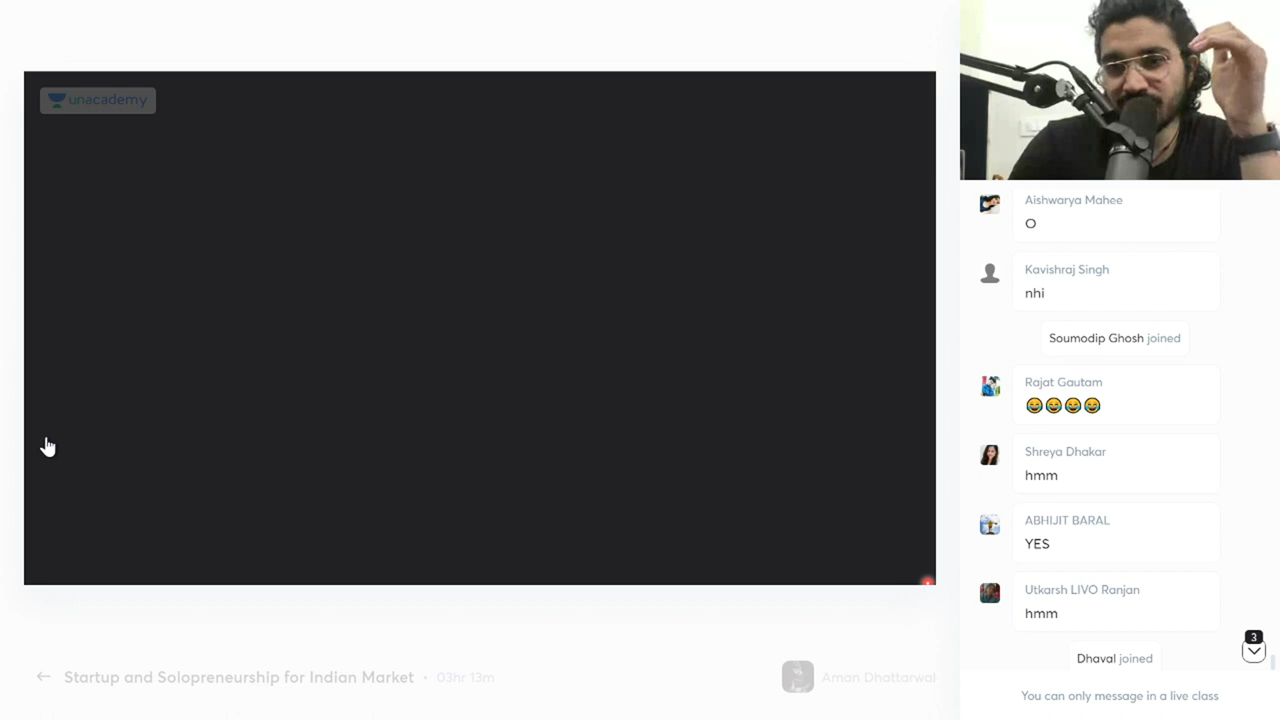 unacademy
Aishwarya Mahee
O
Kavishraj Singh
nhi
Soumodip Ghosh joined
Rajat Gautam
😂😂😂😂
Shreya Dhakar
hmm
ABHIJIT BARAL
YES
Utkarsh LIVO Ranjan
hmm
3
Dhaval joined
Startup and Solopreneurship for Indian Market • 03hr 13m
Aman Dhattarwal
You can only message in a live class